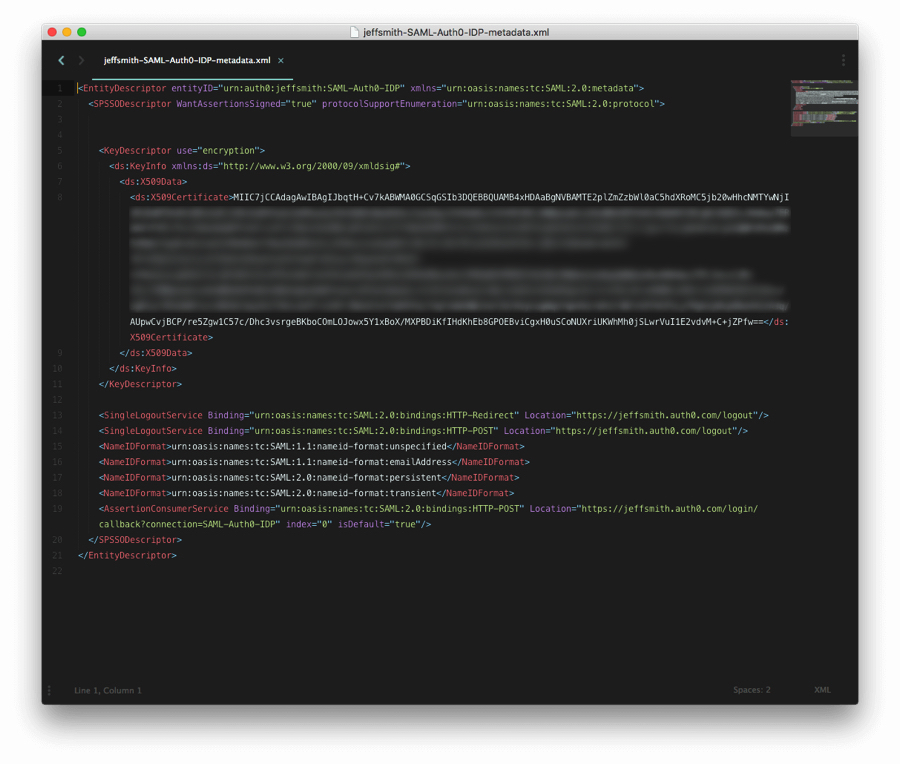 jeffsmith-SAML-Auth0-IDP-metadata.xml
jeffsmith-SAML-Auth0-IDP-metadata.xml ×
1 <EntityDescriptor entityID="urn:auth0:jeffsmith:SAML-Auth0-IDP" xmlns="urn:oasis:names:tc:SAML:2.0:metadata">
2 <SPSSODescriptor WantAssertionsSigned="true" protocolSupportEnumeration="urn:oasis:names:tc:SAML:2.0:protocol">
3
4
5 <KeyDescriptor use="encryption">
6 <ds:KeyInfo xmlns:ds="http://www.w3.org/2000/09/xmldsig#">
7 <ds:X509Data>
8 <ds:X509Certificate>MIIC7jCCAdagAwIBAgIJbqtH+Cv7kABWMA0GCSqGSIb3DQEBBQUAMB4xHDAaBgNVBAMTE2plZmZzbWl0aC5hdXRoMC5jb20wHhcNMTYwNjI
AUpwCvjBCP/re5Zgw1C57c/Dhc3vsrgeBKboCOmLOJowx5Y1xBoX/MXPBDiKfIHdKhEb8GPOEBviCgxH0uSCoNUXriUKWhMh0jSLwrVuI1E2vdvM+C+jZPfw==</ds:
X509Certificate>
9 </ds:X509Data>
10 </ds:KeyInfo>
11 </KeyDescriptor>
12
13 <SingleLogoutService Binding="urn:oasis:names:tc:SAML:2.0:bindings:HTTP-Redirect" Location="https://jeffsmith.auth0.com/logout"/>
14 <SingleLogoutService Binding="urn:oasis:names:tc:SAML:2.0:bindings:HTTP-POST" Location="https://jeffsmith.auth0.com/logout"/>
15 <NameIDFormat>urn:oasis:names:tc:SAML:1.1:nameid-format:unspecified</NameIDFormat>
16 <NameIDFormat>urn:oasis:names:tc:SAML:1.1:nameid-format:emailAddress</NameIDFormat>
17 <NameIDFormat>urn:oasis:names:tc:SAML:2.0:nameid-format:persistent</NameIDFormat>
18 <NameIDFormat>urn:oasis:names:tc:SAML:2.0:nameid-format:transient</NameIDFormat>
19 <AssertionConsumerService Binding="urn:oasis:names:tc:SAML:2.0:bindings:HTTP-POST" Location="https://jeffsmith.auth0.com/login/
callback?connection=SAML-Auth0-IDP" index="0" isDefault="true"/>
20 </SPSSODescriptor>
21 </EntityDescriptor>
22
Line 1, Column 1
Spaces: 2
XML